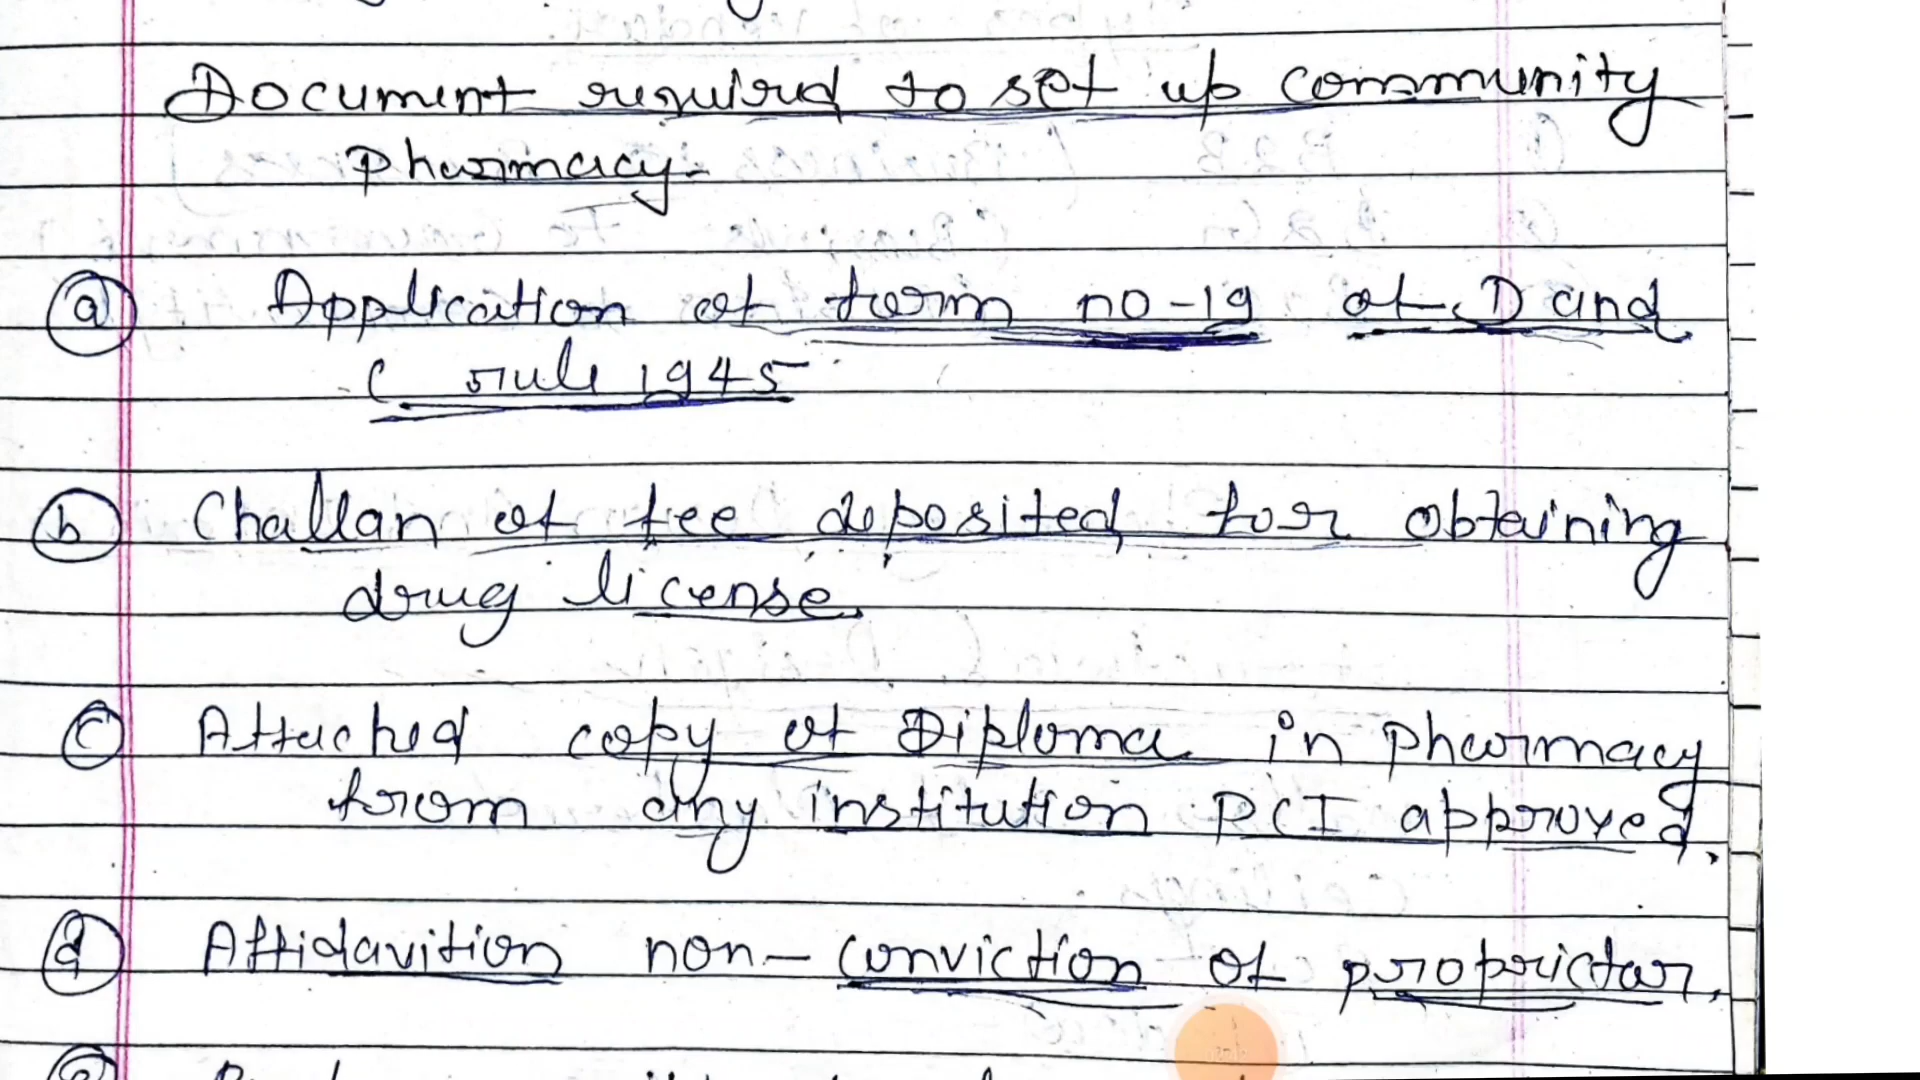 Document required to set up community
pharmacy-
(a) Application of form no-19 of D and
C rule 1945
(b) Challan of fee deposited for obtaining
drug license.
(c) Attached copy of Diploma in pharmacy
from any institution PCI approved.
(d) Affidavition non-conviction of proprictar.
(e)